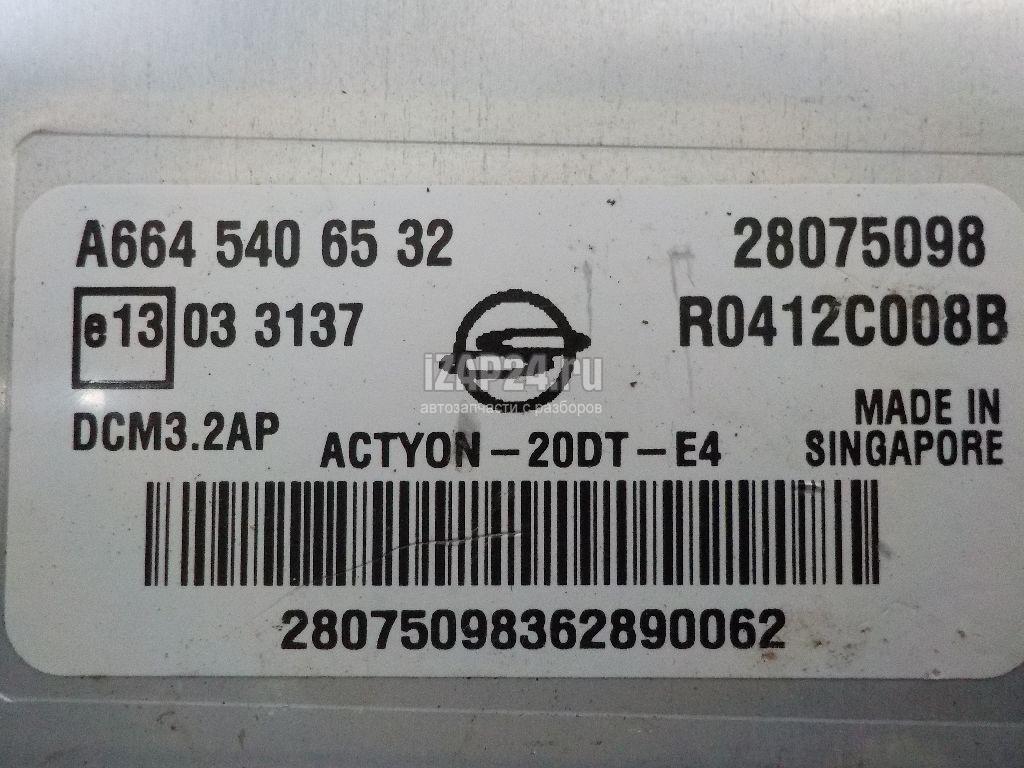 A664 540 65 32
28075098
e13 03 3137
R0412C008B
iZAP24.ru
автозапчасти с разборов
DCM3.2AP
ACTYON-20DT-E4
MADE IN
SINGAPORE
28075098362890062